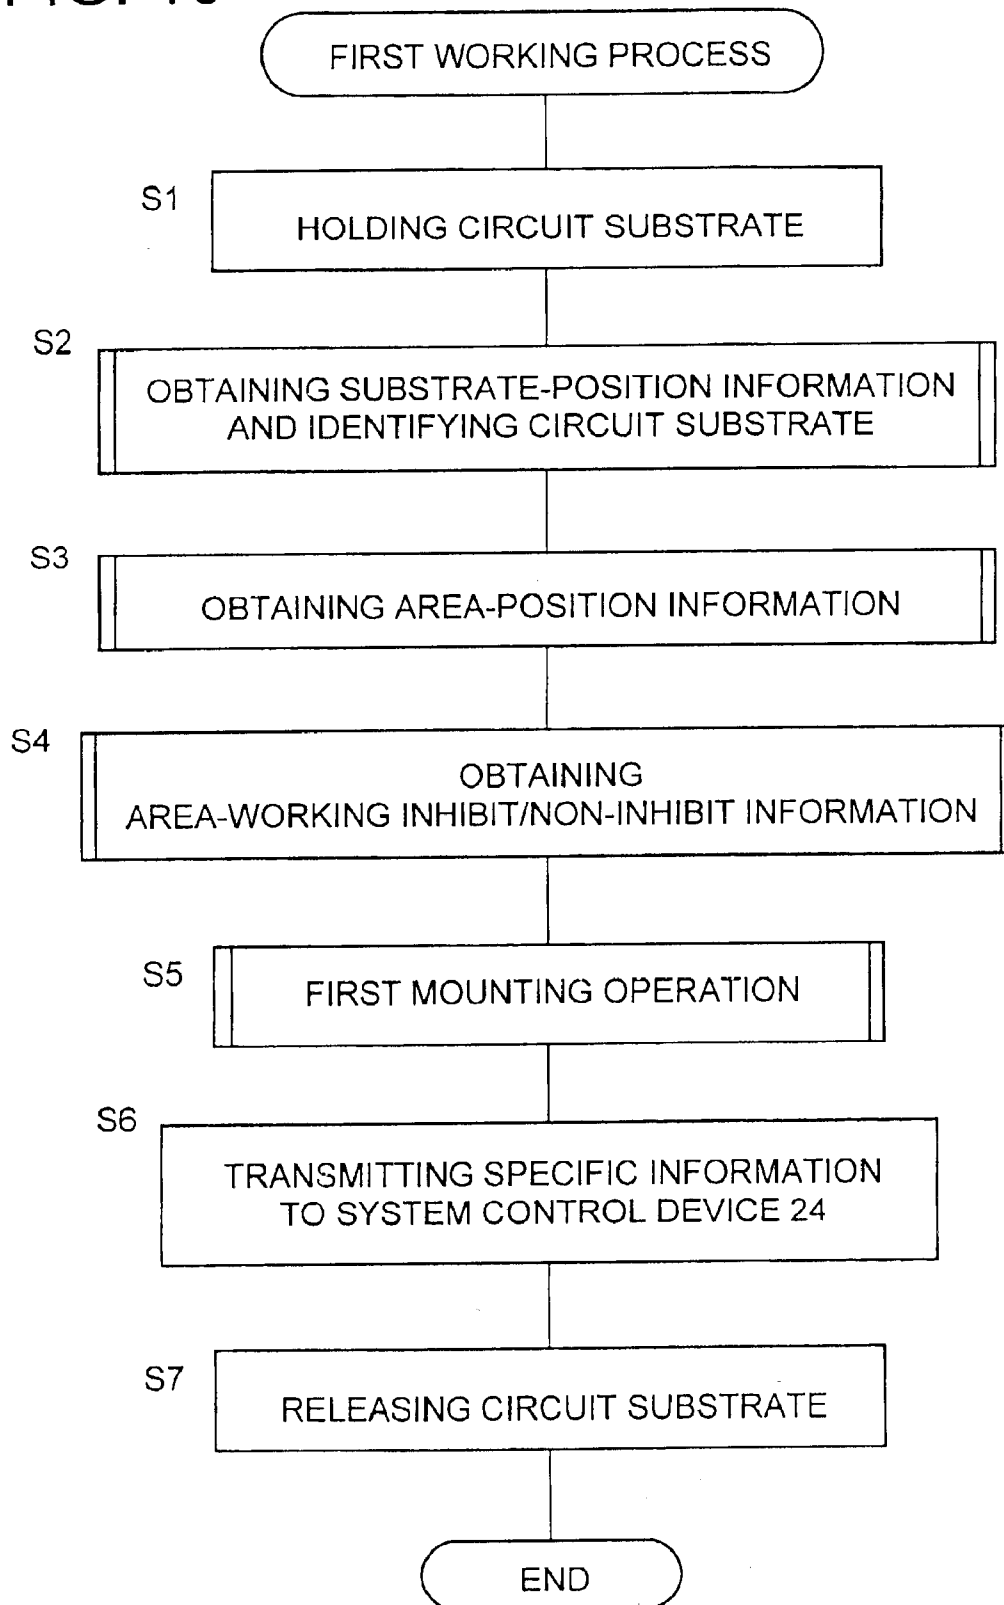 FIRST WORKING PROCESS
S1
HOLDING CIRCUIT SUBSTRATE
S2
OBTAINING SUBSTRATE-POSITION INFORMATION
AND IDENTIFYING CIRCUIT SUBSTRATE
S3
OBTAINING AREA-POSITION INFORMATION
S4
OBTAINING
AREA-WORKING INHIBIT/NON-INHIBIT INFORMATION
S5
FIRST MOUNTING OPERATION
S6
TRANSMITTING SPECIFIC INFORMATION
TO SYSTEM CONTROL DEVICE 24
S7
RELEASING CIRCUIT SUBSTRATE
END